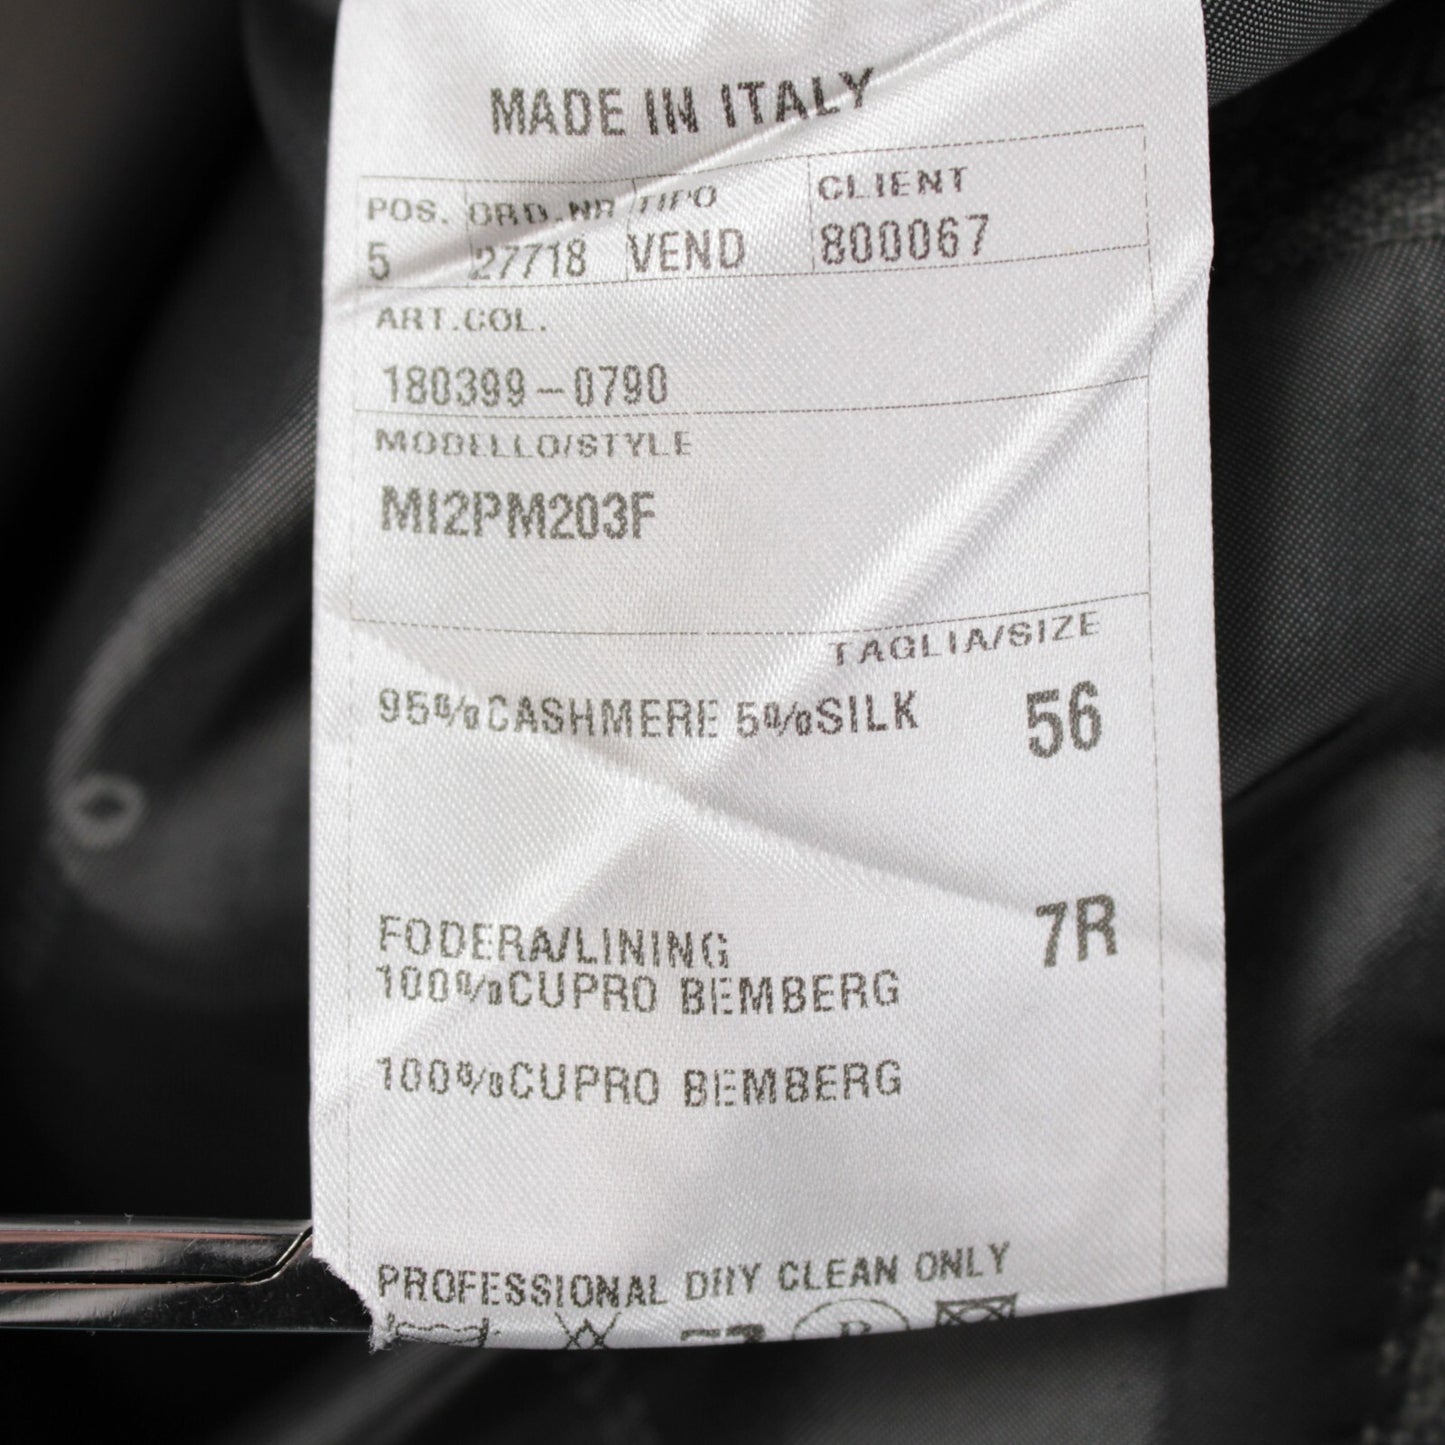 MADE IN ITALY
POS. ORD.NR TIPO CLIENT
5 27718 VEND 800067
ART.COL.
180399-0790
MODELLO/STYLE
MI2PM203F
TAGLIA/SIZE
95%CASHMERE 5%SILK 56
FODERA/LINING 7R
100%CUPRO BEMBERG
100%CUPRO BEMBERG
PROFESSIONAL DRY CLEAN ONLY
P